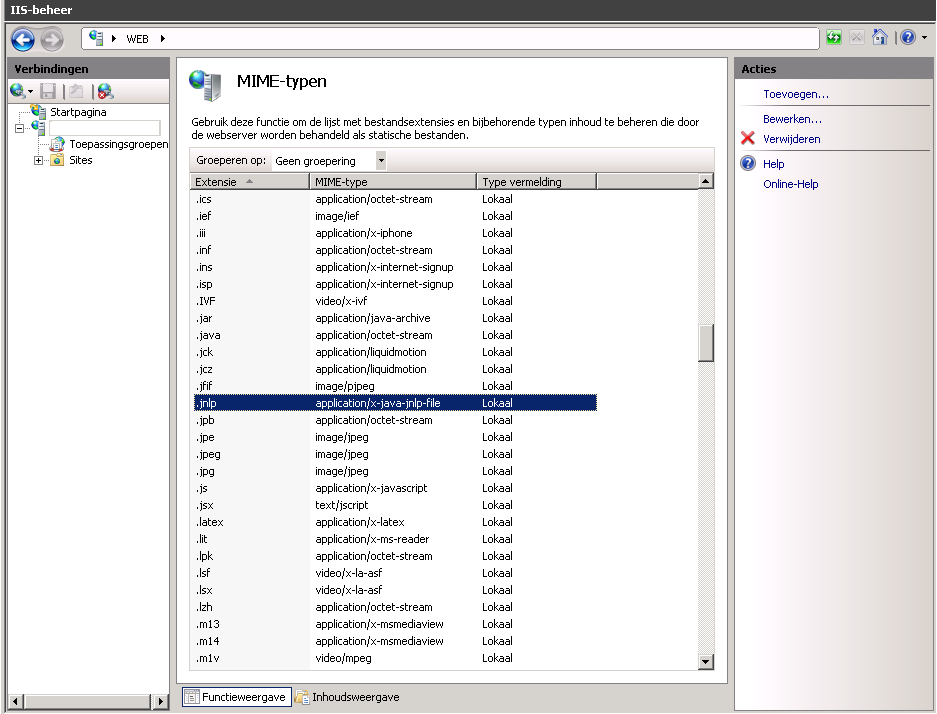 IIS-beheer
WEB
Verbindingen
Startpagina
Toepassingsgroepen
Sites
MIME-typen
Gebruik deze functie om de lijst met bestandsextensies en bijbehorende typen inhoud te beheren die door
de webserver worden behandeld als statische bestanden.
Groeperen op: Geen groepering
Extensie MIME-type Type vermelding
.ics application/octet-stream Lokaal
.ief image/ief Lokaal
.iii application/x-iphone Lokaal
.inf application/octet-stream Lokaal
.ins application/x-internet-signup Lokaal
.isp application/x-internet-signup Lokaal
.IVF video/x-ivf Lokaal
.jar application/java-archive Lokaal
.java application/octet-stream Lokaal
.jck application/liquidmotion Lokaal
.jcz application/liquidmotion Lokaal
.jfif image/pjpeg Lokaal
.jnlp application/x-java-jnlp-file Lokaal
.jpb application/octet-stream Lokaal
.jpe image/jpeg Lokaal
.jpeg image/jpeg Lokaal
.jpg image/jpeg Lokaal
.js application/x-javascript Lokaal
.jsx text/jscript Lokaal
.latex application/x-latex Lokaal
.lit application/x-ms-reader Lokaal
.lpk application/octet-stream Lokaal
.lsf video/x-la-asf Lokaal
.lsx video/x-la-asf Lokaal
.lzh application/octet-stream Lokaal
.m13 application/x-msmediaview Lokaal
.m14 application/x-msmediaview Lokaal
.m1v video/mpeg Lokaal
Functieweergave Inhoudsweergave
Acties
Toevoegen...
Bewerken...
Verwijderen
Help
Online-Help